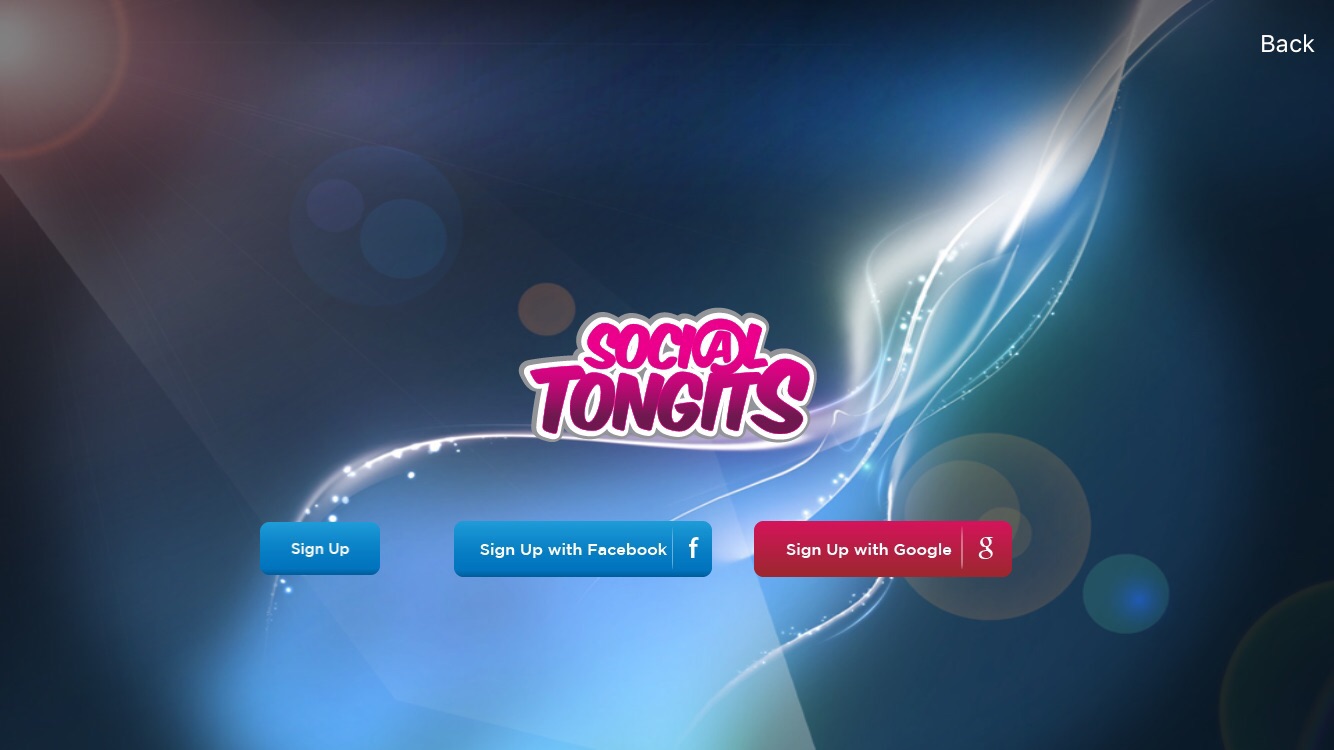 Back
SOCI@L
TONGITS
Sign Up
Sign Up with Facebook f
Sign Up with Google g